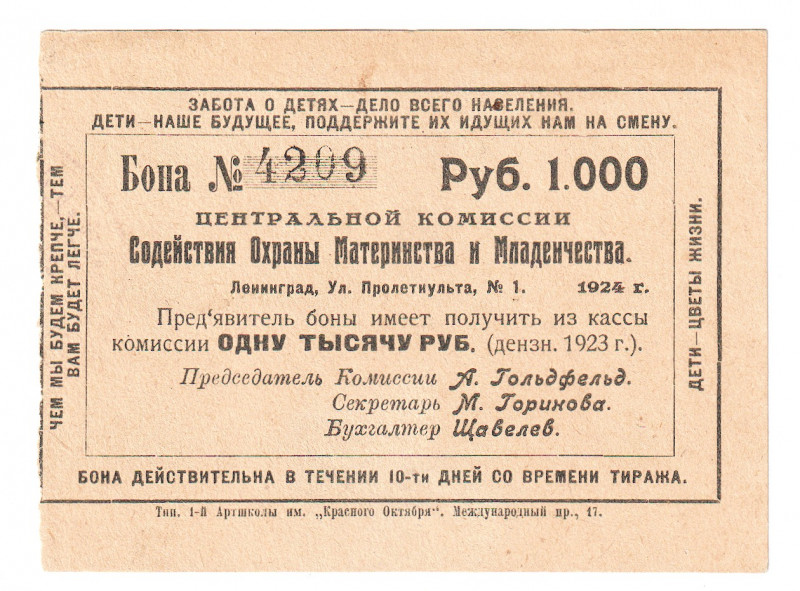 ЗАБОТА О ДЕТЯХ—ДЕЛО ВСЕГО НАСЕЛЕНИЯ.
ДЕТИ—НАШЕ БУДУЩЕЕ, ПОДДЕРЖИТЕ ИХ ИДУЩИХ НАМ НА СМЕНУ.
ЧЕМ МЫ БУДЕМ КРЕПЧЕ,—ТЕМ
ВАМ БУДЕТ ЛЕГЧЕ.
Бона № 4209 Руб. 1.000
ЦЕНТРАЛЬНОЙ КОМИССИИ
Содействия Охраны Материнства и Младенчества.
Ленинград, Ул. Пролеткульта, № 1. 1924 г.
Пред‘явитель боны имеет получить из кассы
комиссии ОДНУ ТЫСЯЧУ РУБ. (дензн. 1923 г.).
Председатель Комиссии А. Гольдфельд.
Секретарь М. Горинова.
Бухгалтер Щавелев.
ДЕТИ—ЦВЕТЫ ЖИЗНИ.
БОНА ДЕЙСТВИТЕЛЬНА В ТЕЧЕНИИ 10-ти ДНЕЙ СО ВРЕМЕНИ ТИРАЖА.
Тип. 1-й Артшколы им. „Красного Октября“. Международный пр., 17.